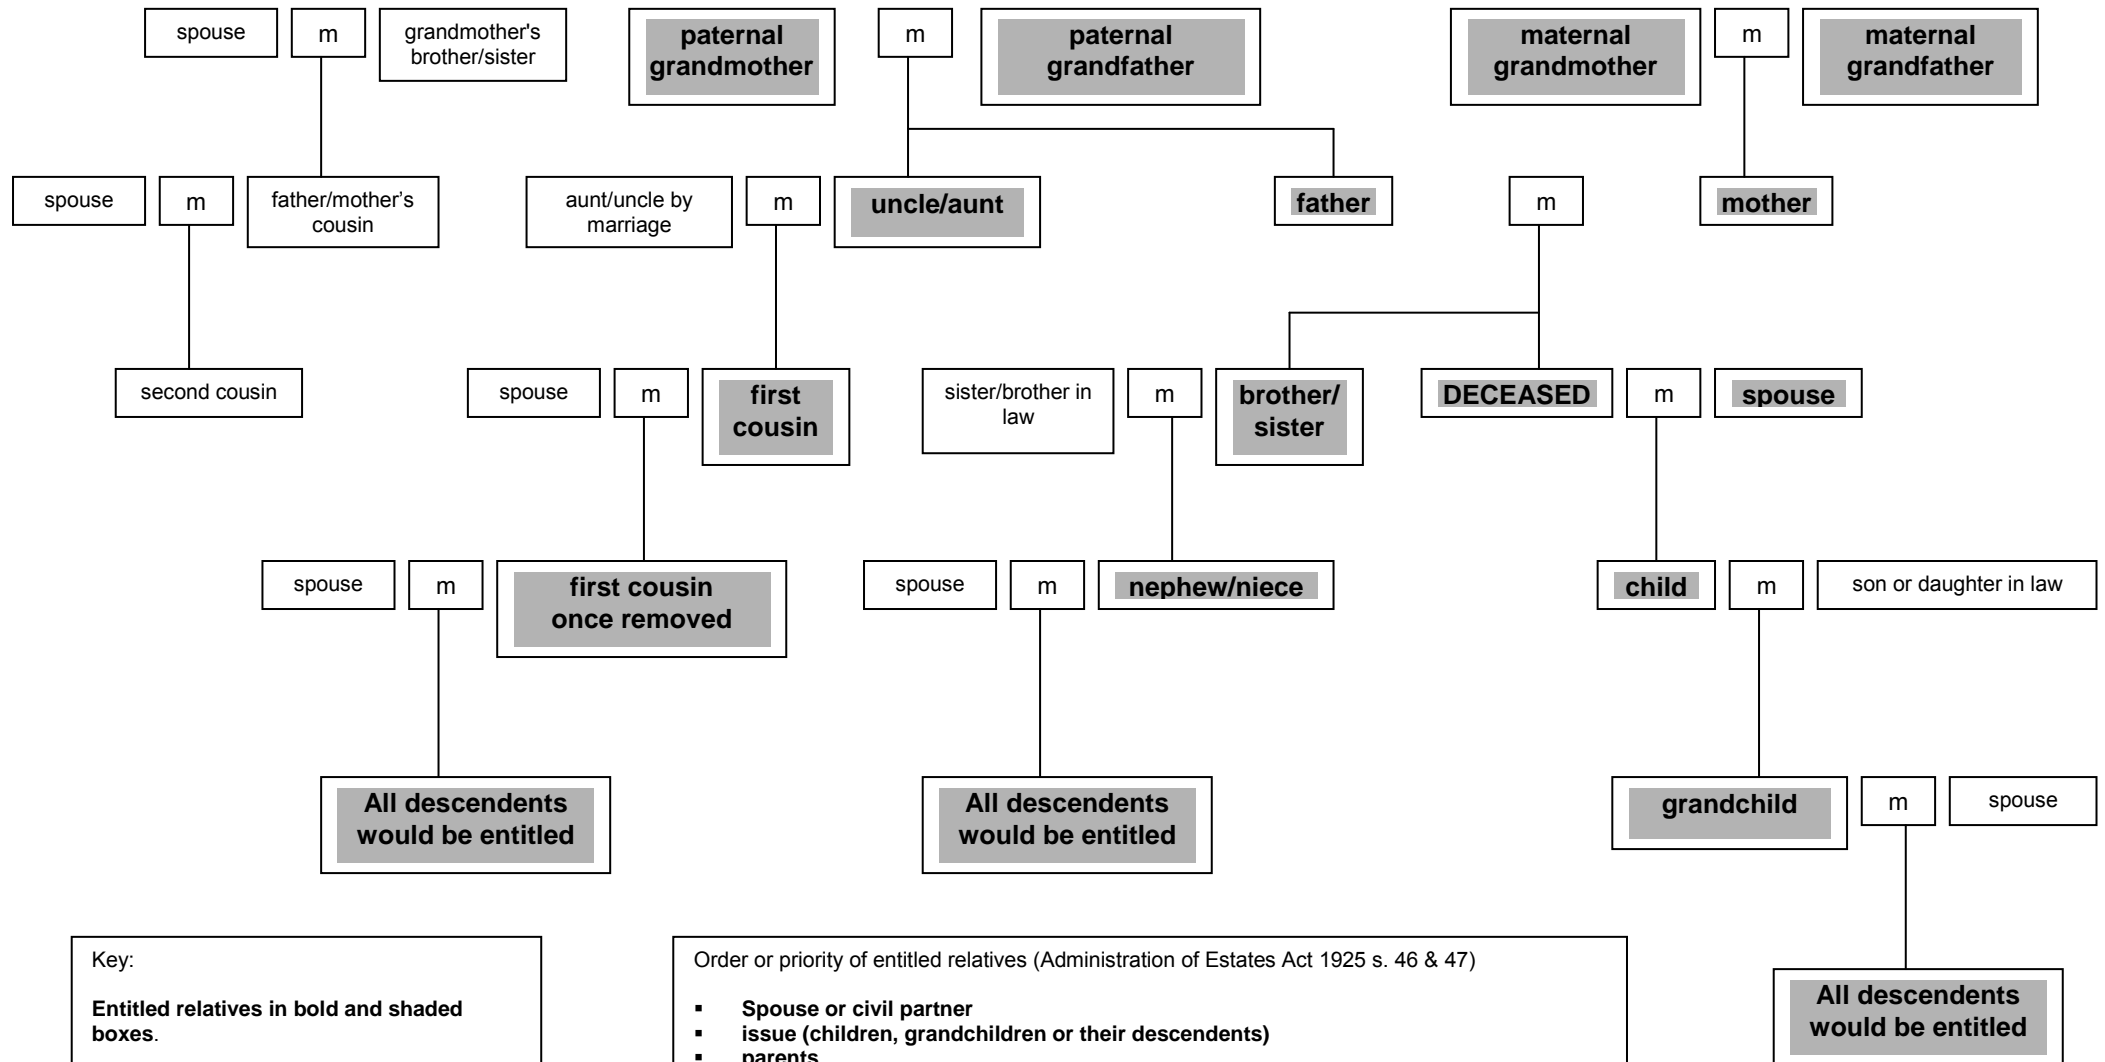 spouse
m
grandmother's
brother/sister
paternal
grandmother
m
paternal
grandfather
maternal
grandmother
m
maternal
grandfather
spouse
m
father/mother’s
cousin
aunt/uncle by
marriage
m
uncle/aunt
father
m
mother
second cousin
spouse
m
first
cousin
sister/brother in
law
m
brother/
sister
DECEASED
m
spouse
spouse
m
first cousin
once removed
spouse
m
nephew/niece
child
m
son or daughter in law
All descendents
would be entitled
All descendents
would be entitled
grandchild
m
spouse
All descendents
would be entitled
Key:
Entitled relatives in bold and shaded
boxes.
Order or priority of entitled relatives (Administration of Estates Act 1925 s. 46 & 47)
▪ Spouse or civil partner
▪ issue (children, grandchildren or their descendents)
▪ parents